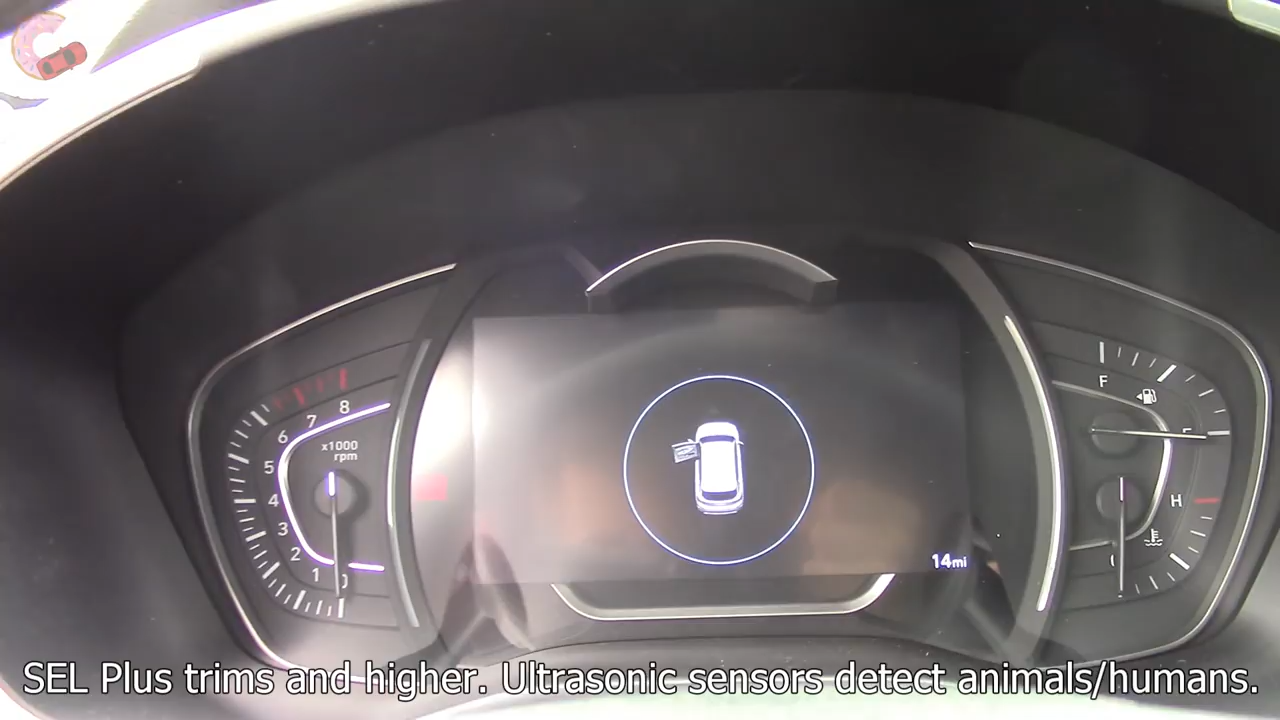 8
7
6
x1000
rpm
5
4
3
2
1
0
F
E
H
14mi
SEL Plus trims and higher. Ultrasonic sensors detect animals/humans.